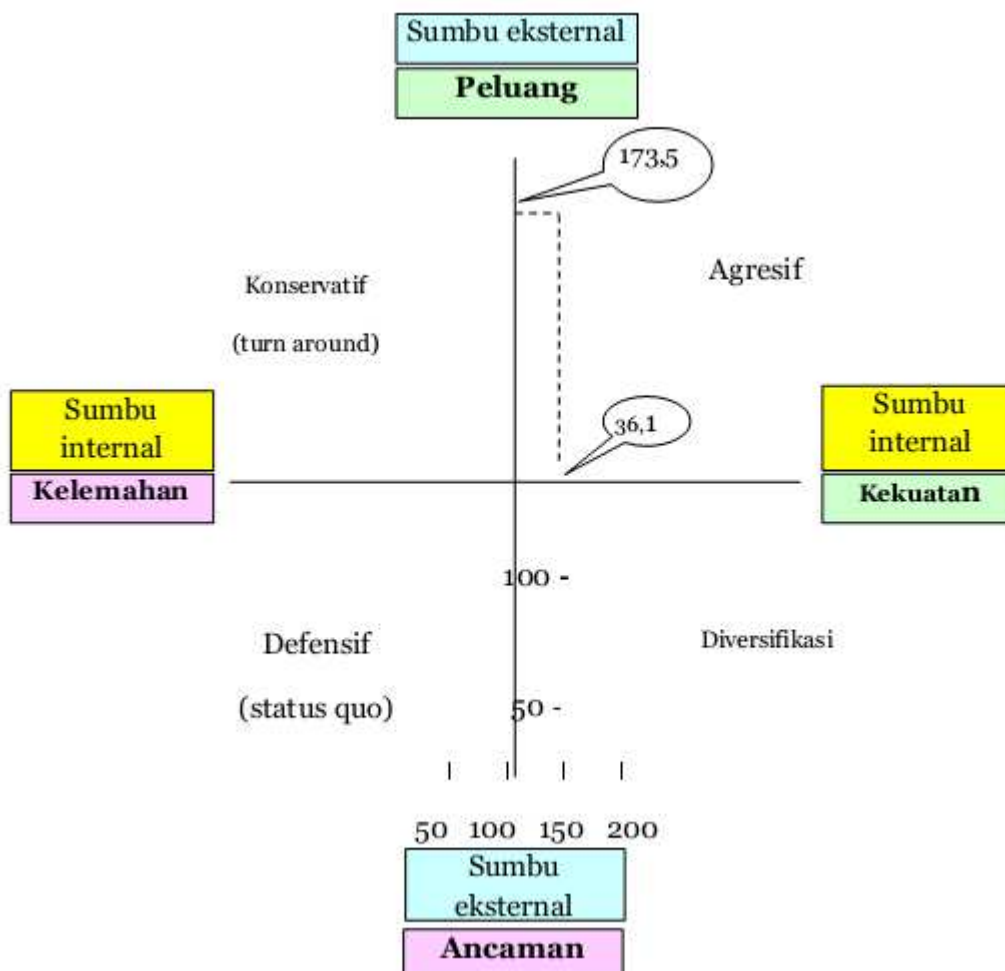 Sumbu eksternal
Peluang
173,5
Agresif
Konservatif
(turn around)
36,1
Sumbu
internal
Kelemahan
Sumbu
internal
Kekuatan
100 -
Defensif
(status quo)
Diversifikasi
50 -
50 100 150 200
Sumbu
eksternal
Ancaman